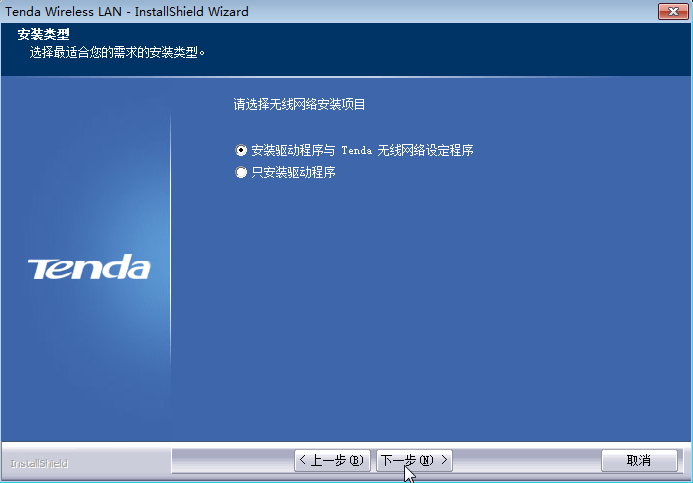 Tenda Wireless LAN - InstallShield Wizard
安装类型
选择最适合您的需求的安装类型。
请选择无线网络安装项目
安装驱动程序与 Tenda 无线网络设定程序
只安装驱动程序
Tenda
InstallShield
< 上一步(B)
下一步(N) >
取消